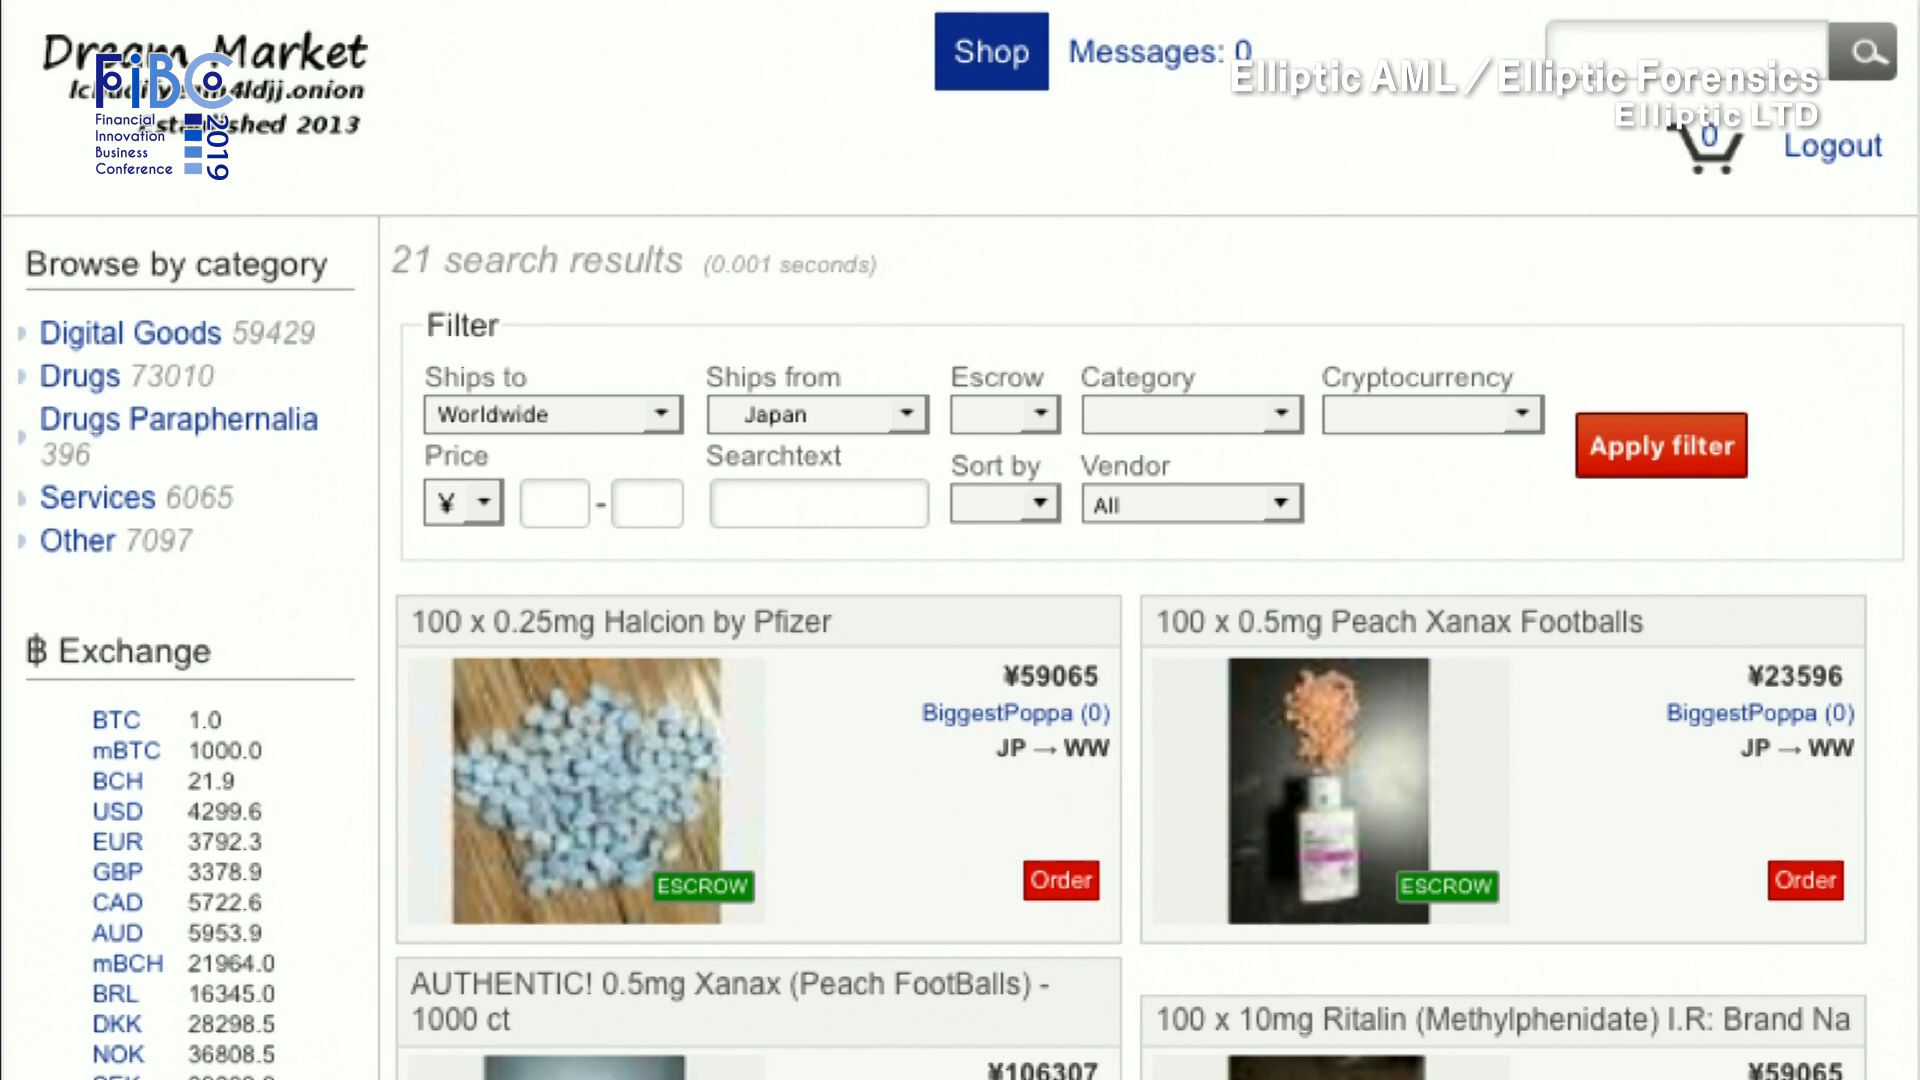 Dream Market
Established 2013
FiBC
Financial
Innovation
Business
Conference
2019
Shop
Messages: 0
Elliptic AML／Elliptic Forensics
Elliptic LTD
0
Logout
Browse by category
Digital Goods 59429
Drugs 73010
Drugs Paraphernalia
396
Services 6065
Other 7097
฿ Exchange
BTC 1.0
mBTC 1000.0
BCH 21.9
USD 4299.6
EUR 3792.3
GBP 3378.9
CAD 5722.6
AUD 5953.9
mBCH 21964.0
BRL 16345.0
DKK 28298.5
NOK 36808.5
21 search results (0.001 seconds)
Filter
Ships to
Worldwide
Ships from
Japan
Escrow
Category
Cryptocurrency
Price
¥
-
Searchtext
Sort by
Vendor
All
Apply filter
100 x 0.25mg Halcion by Pfizer
¥59065
BiggestPoppa (0)
JP → WW
ESCROW
Order
100 x 0.5mg Peach Xanax Footballs
¥23596
BiggestPoppa (0)
JP → WW
ESCROW
Order
AUTHENTIC! 0.5mg Xanax (Peach FootBalls) -
1000 ct
¥106307
100 x 10mg Ritalin (Methylphenidate) I.R: Brand Na
¥59065